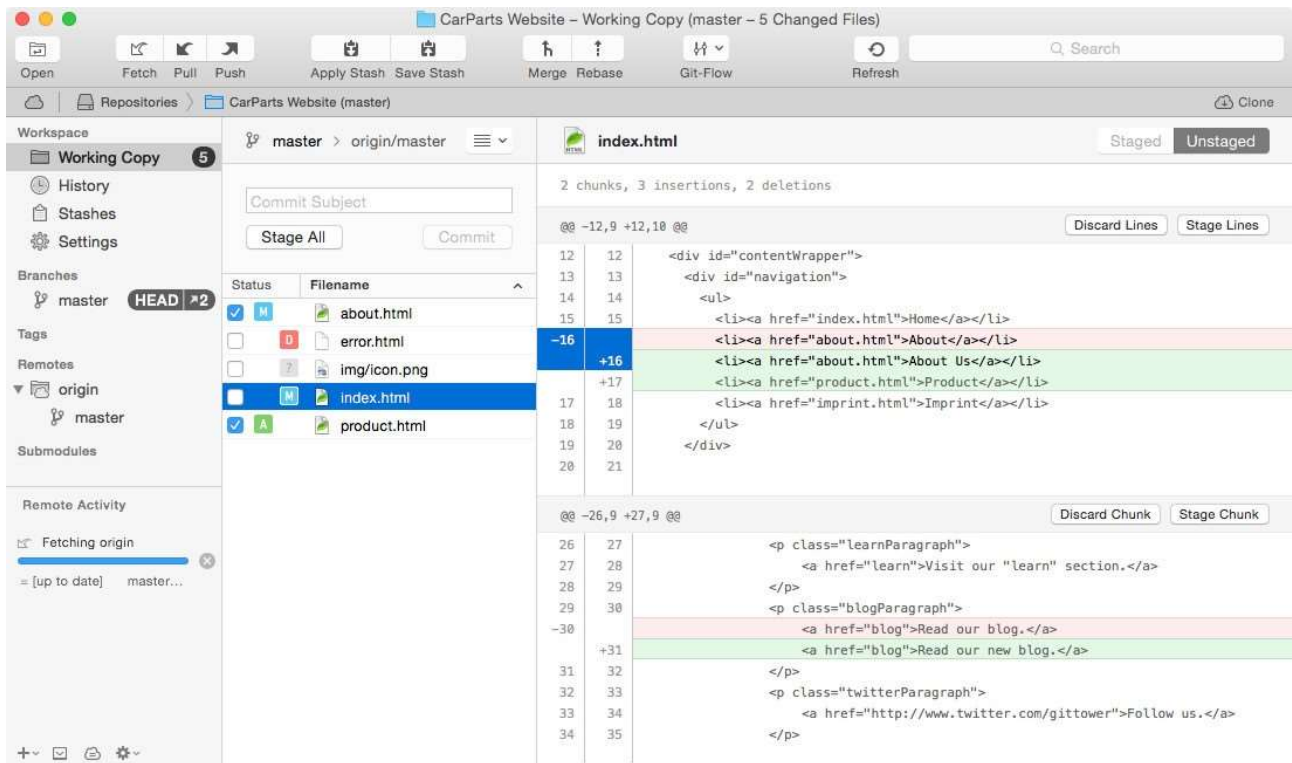 CarParts Website – Working Copy (master – 5 Changed Files)
Open Fetch Pull Push Apply Stash Save Stash Merge Rebase Git-Flow Refresh Search
Repositories CarParts Website (master) Clone
Workspace
Working Copy 5
History
Stashes
Settings
Branches
master HEAD ↗2
Tags
Remotes
origin
master
Submodules
Remote Activity
Fetching origin
= [up to date] master...
master > origin/master
Commit Subject
Stage All Commit
Status Filename
M about.html
D error.html
? img/icon.png
M index.html
A product.html
HTML index.html Staged Unstaged
2 chunks, 3 insertions, 2 deletions
@@ -12,9 +12,10 @@ Discard Lines Stage Lines
12 12 <div id="contentWrapper">
13 13 <div id="navigation">
14 14 <ul>
15 15 <li><a href="index.html">Home</a></li>
-16 <li><a href="about.html">About</a></li>
+16 <li><a href="about.html">About Us</a></li>
+17 <li><a href="product.html">Product</a></li>
17 18 <li><a href="imprint.html">Imprint</a></li>
18 19 </ul>
19 20 </div>
20 21
@@ -26,9 +27,9 @@ Discard Chunk Stage Chunk
26 27 <p class="learnParagraph">
27 28 <a href="learn">Visit our "learn" section.</a>
28 29 </p>
29 30 <p class="blogParagraph">
-30 <a href="blog">Read our blog.</a>
+31 <a href="blog">Read our new blog.</a>
31 32 </p>
32 33 <p class="twitterParagraph">
33 34 <a href="http://www.twitter.com/gittower">Follow us.</a>
34 35 </p>